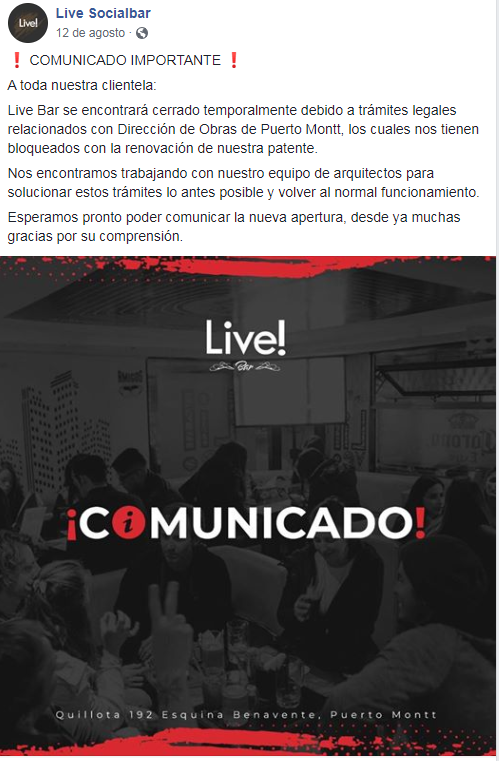 Live!
Live Socialbar
12 de agosto ·
❗ COMUNICADO IMPORTANTE ❗
A toda nuestra clientela:
Live Bar se encontrará cerrado temporalmente debido a trámites legales
relacionados con Dirección de Obras de Puerto Montt, los cuales nos tienen
bloqueados con la renovación de nuestra patente.
Nos encontramos trabajando con nuestro equipo de arquitectos para
solucionar estos trámites lo antes posible y volver al normal funcionamiento.
Esperamos pronto poder comunicar la nueva apertura, desde ya muchas
gracias por su comprensión.
Live!
Bar
¡COMUNICADO!
Quillota 192 Esquina Benavente, Puerto Montt